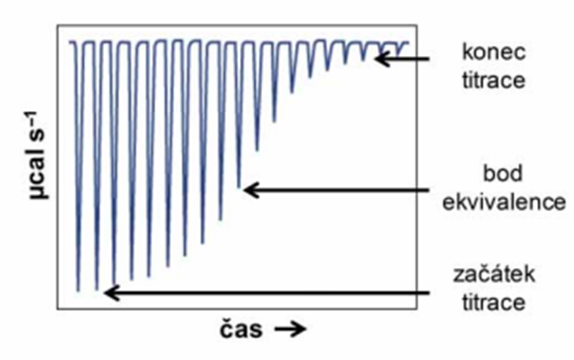 konec
titrace
µcal s⁻¹
bod
ekvivalence
začátek
titrace
čas →